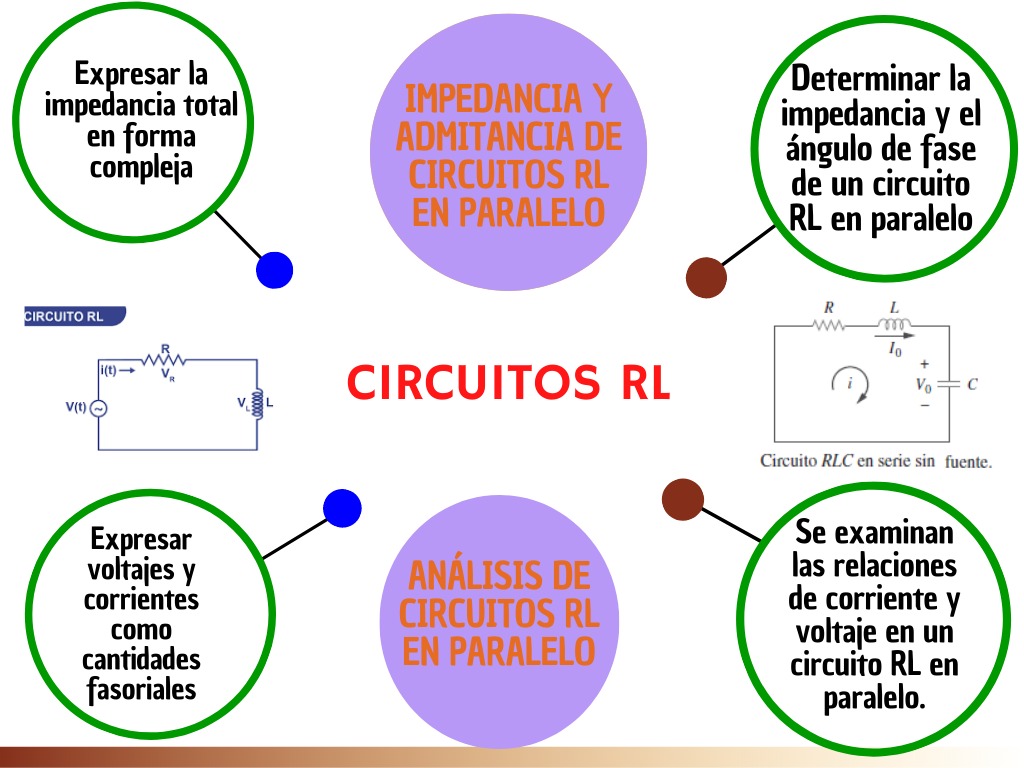 Expresar la
impedancia total
en forma
compleja
IMPEDANCIA Y
ADMITANCIA DE
CIRCUITOS RL
EN PARALELO
Determinar la
impedancia y el
ángulo de fase
de un circuito
RL en paralelo
CIRCUITO RL
R
i(t)
V_R
V(t)
~
V_L
L
CIRCUITOS RL
R
L
I_0
+
i
V_0
C
–
Circuito RLC en serie sin fuente.
Expresar
voltajes y
corrientes
como
cantidades
fasoriales
ANÁLISIS DE
CIRCUITOS RL
EN PARALELO
Se examinan
las relaciones
de corriente y
voltaje en un
circuito RL en
paralelo.